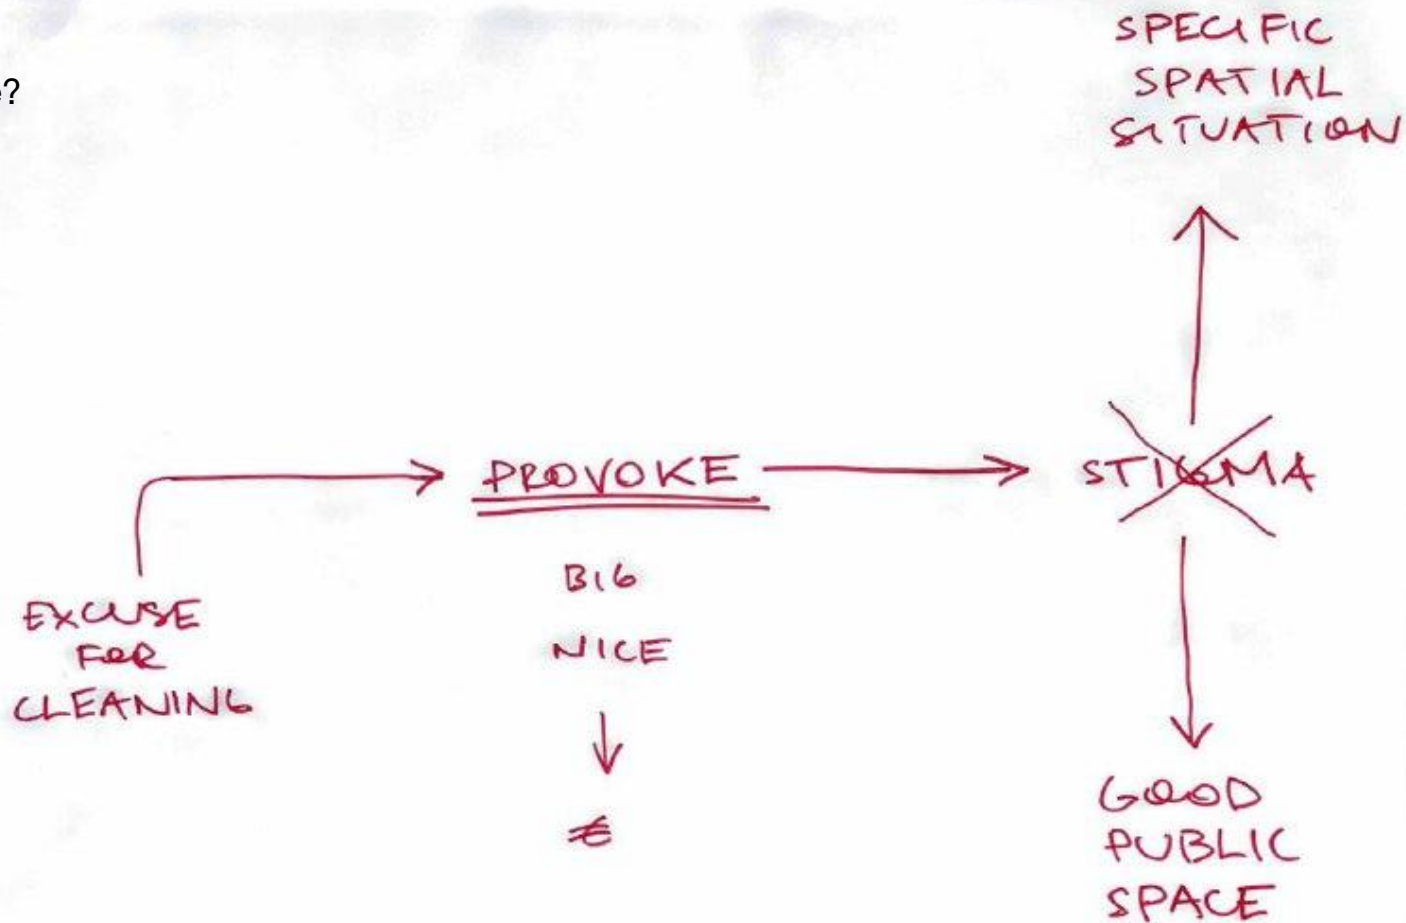 SPECIFIC
SPATIAL
SITUATION
?
PROVOKE
STIGMA
BIG
NICE
€
EXCUSE
FOR
CLEANING
GOOD
PUBLIC
SPACE